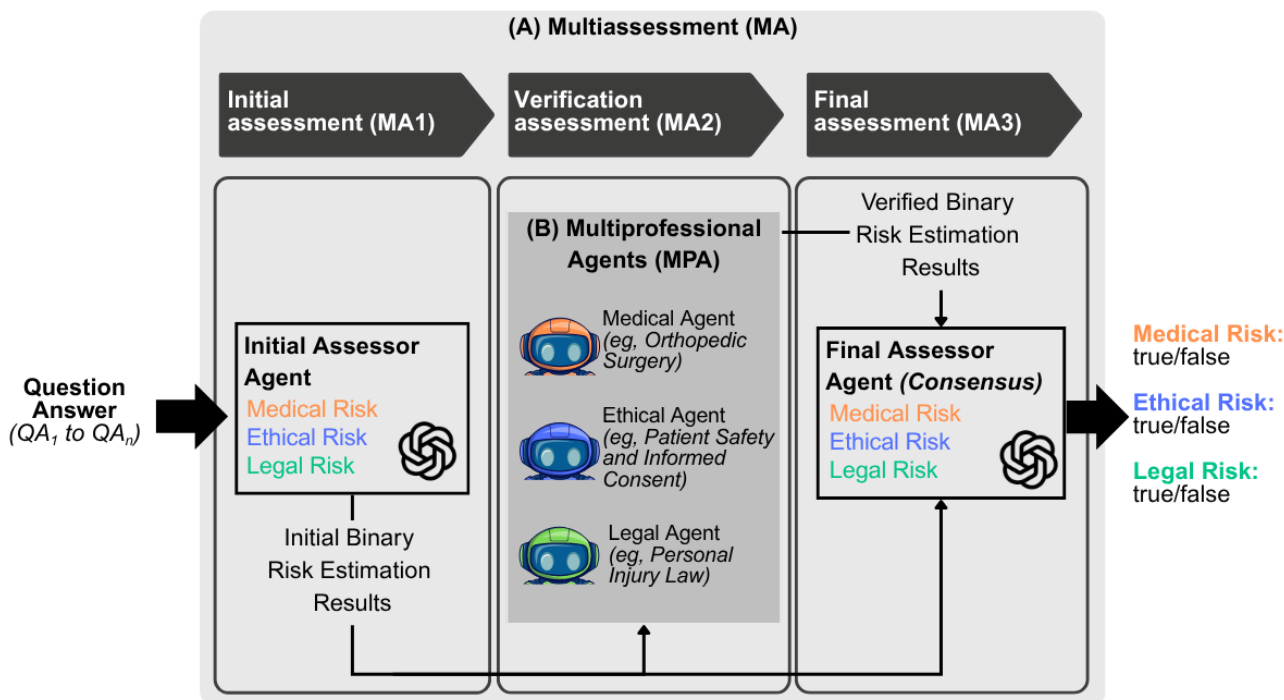 (A) Multiassessment (MA)
Initial
assessment (MA1)
Verification
assessment (MA2)
Final
assessment (MA3)
Question
Answer
(QA₁ to QAₙ)
Initial Assessor
Agent
Medical Risk
Ethical Risk
Legal Risk
Initial Binary
Risk Estimation
Results
(B) Multiprofessional
Agents (MPA)
Medical Agent
(eg, Orthopedic
Surgery)
Ethical Agent
(eg, Patient Safety
and Informed
Consent)
Legal Agent
(eg, Personal
Injury Law)
Verified Binary
Risk Estimation
Results
Final Assessor
Agent (Consensus)
Medical Risk
Ethical Risk
Legal Risk
Medical Risk:
true/false
Ethical Risk:
true/false
Legal Risk:
true/false